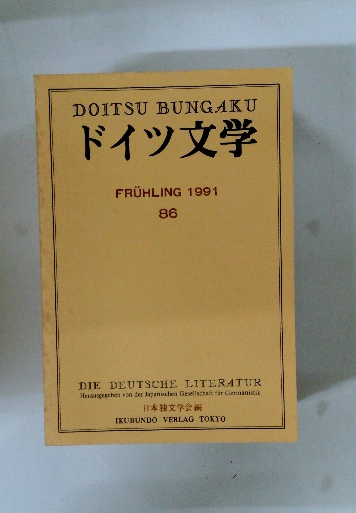 DOITSU BUNGAKU
ドイツ文学
FRÜHLING 1991
86
DIE DEUTSCHE LITERATUR
Herausgegeben von der Japanischen Gesellschaft für Germanistik
日本独文学会編
IKUBUNDO VERLAG TOKYO